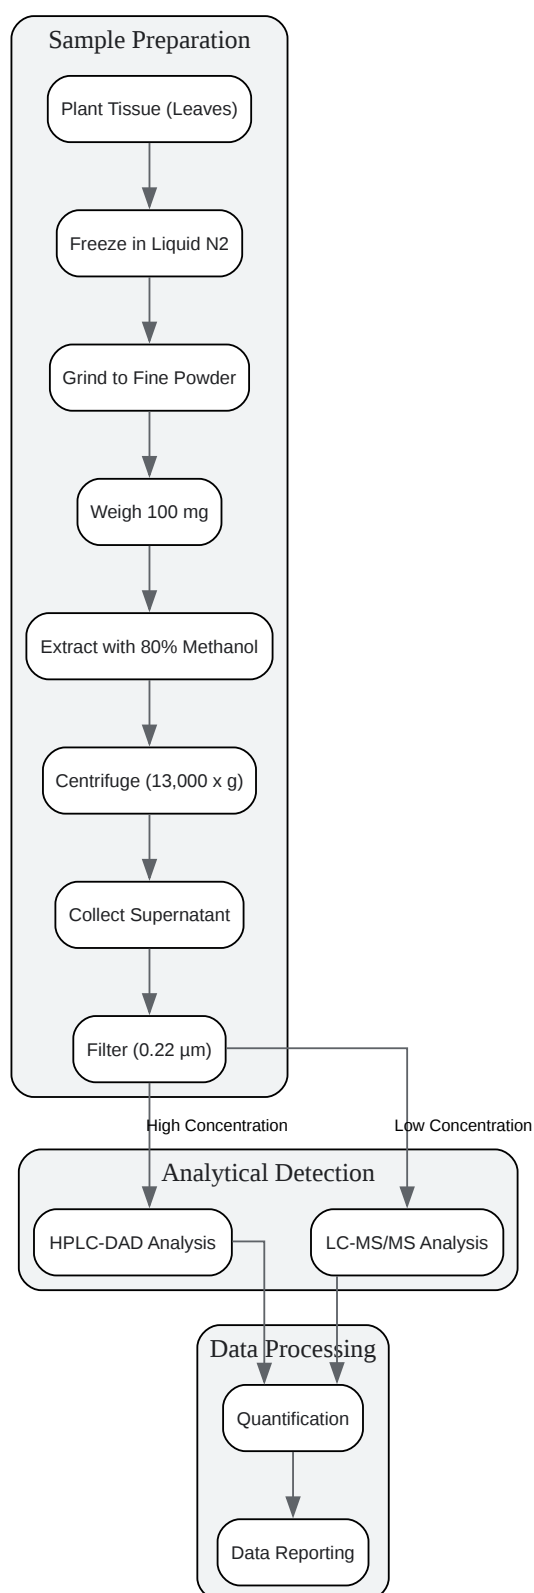 Sample Preparation
Plant Tissue (Leaves)
Freeze in Liquid N2
Grind to Fine Powder
Weigh 100 mg
Extract with 80% Methanol
Centrifuge (13,000 x g)
Collect Supernatant
Filter (0.22 µm)
High Concentration
Low Concentration
Analytical Detection
HPLC-DAD Analysis
LC-MS/MS Analysis
Data Processing
Quantification
Data Reporting